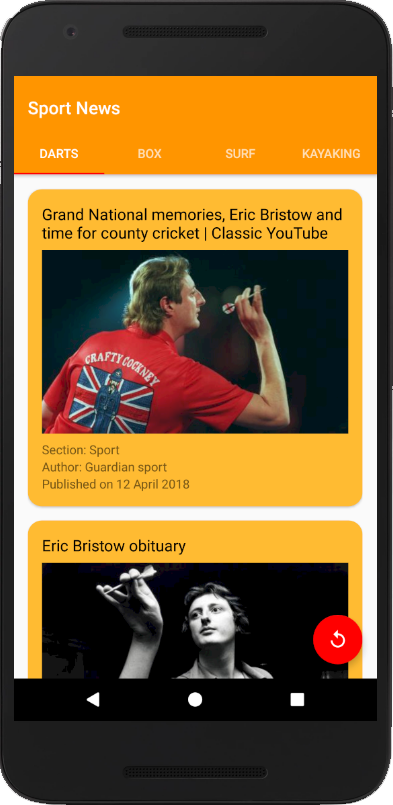 Sport News
DARTS
BOX
SURF
KAYAKING
Grand National memories, Eric Bristow and
time for county cricket | Classic YouTube
CRAFTY COCKNEY
Section: Sport
Author: Guardian sport
Published on 12 April 2018
Eric Bristow obituary